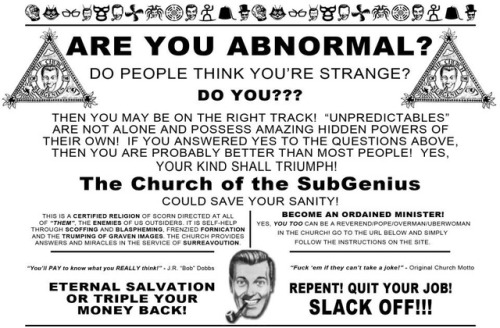 ARE YOU ABNORMAL?
DO PEOPLE THINK YOU'RE STRANGE?
DO YOU???
THEN YOU MAY BE ON THE RIGHT TRACK! "UNPREDICTABLES"
ARE NOT ALONE AND POSSESS AMAZING HIDDEN POWERS OF
THEIR OWN! IF YOU ANSWERED YES TO THE QUESTIONS ABOVE,
THEN YOU ARE PROBABLY BETTER THAN MOST PEOPLE! YES,
YOUR KIND SHALL TRIUMPH!
The Church of the SubGenius
COULD SAVE YOUR SANITY!
THIS IS A CERTIFIED RELIGION OF SCORN DIRECTED AT ALL
OF "THEM", THE ENEMIES OF US OUTSIDERS. IT IS SELF-HELP
THROUGH SCOFFING AND BLASPHEMING, FRENZIED FORNICATION
AND THE TRUMPING OF GRAVEN IMAGES. THE CHURCH PROVIDES
ANSWERS AND MIRACLES IN THE SERVICE OF SURREAVOUTION.
BECOME AN ORDAINED MINISTER!
YES, YOU TOO CAN BE A REVEREND/POPE/OVERMAN/UBERWOMAN
IN THE CHURCH! GO TO THE URL BELOW AND SIMPLY
FOLLOW THE INSTRUCTIONS ON THE SITE.
"You'll PAY to know what you REALLY think!" - J.R. "Bob" Dobbs
"Fuck 'em if they can't take a joke!" - Original Church Motto
ETERNAL SALVATION
OR TRIPLE YOUR
MONEY BACK!
REPENT! QUIT YOUR JOB!
SLACK OFF!!!